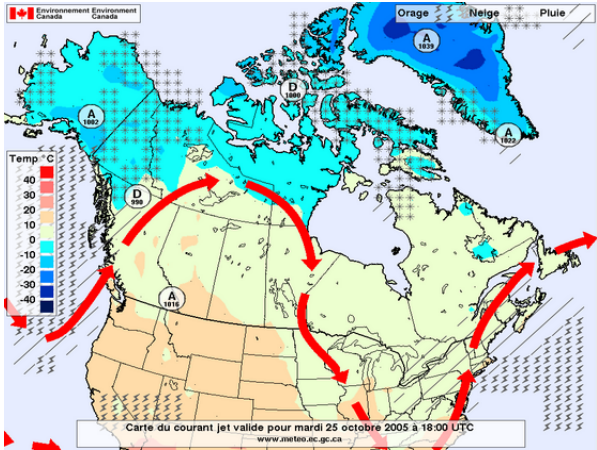 Environnement Environment
Canada Canada
Orage Neige Pluie
A
1039
D
1000
A
1002
A
1022
Temp °C
40
30
20
10
0
-10
-20
-30
-40
D
990
A
1016
Carte du courant jet valide pour mardi 25 octobre 2005 à 18:00 UTC
www.meteo.ec.gc.ca